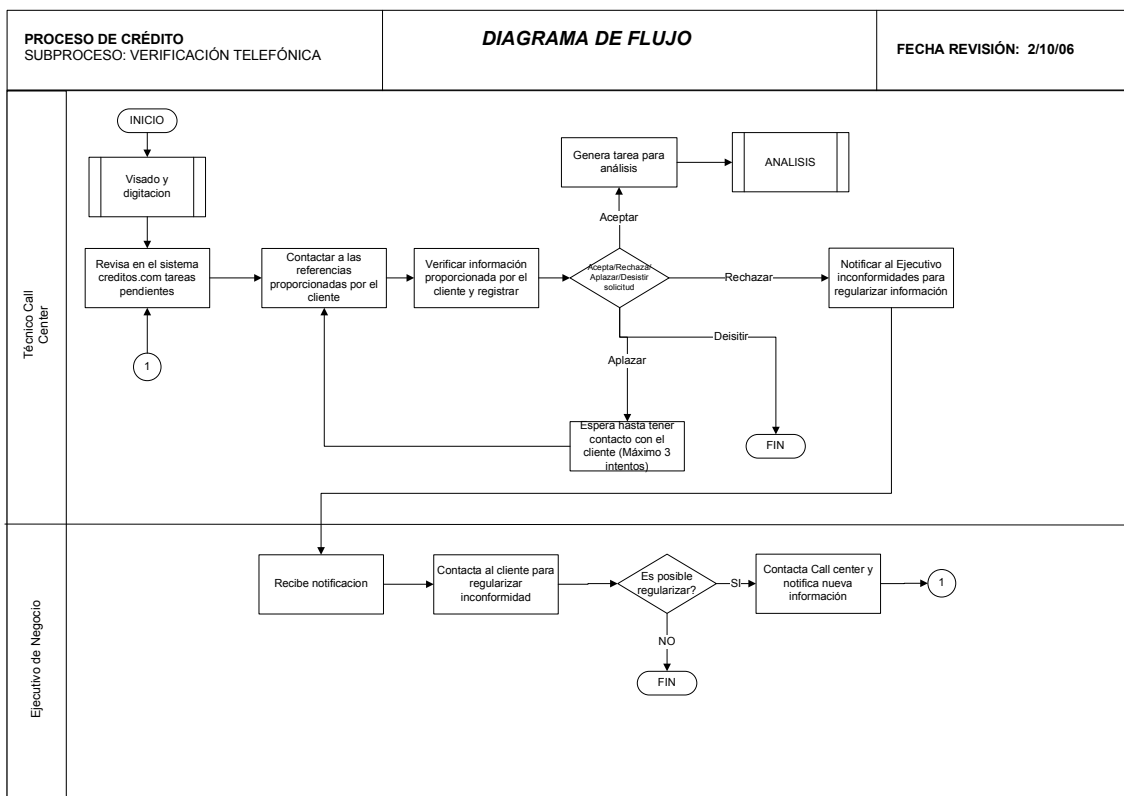 PROCESO DE CRÉDITO
SUBPROCESO: VERIFICACIÓN TELEFÓNICA
DIAGRAMA DE FLUJO
FECHA REVISIÓN: 2/10/06
Técnico Call
Center
INICIO
Visado y
digitacion
Revisa en el sistema
creditos.com tareas
pendientes
1
Contactar a las
referencias
proporcionadas por el
cliente
Verificar información
proporcionada por el
cliente y registrar
Acepta/Rechaza/
Aplazar/Desistir
solicitud
Aceptar
Genera tarea para
análisis
ANALISIS
Rechazar
Notificar al Ejecutivo
inconformidades para
regularizar información
Deisitir
FIN
Aplazar
Espera hasta tener
contacto con el
cliente (Máximo 3
intentos)
Ejecutivo de Negocio
Recibe notificacion
Contacta al cliente para
regularizar
inconformidad
Es posible
regularizar?
SI
Contacta Call center y
notifica nueva
información
1
NO
FIN